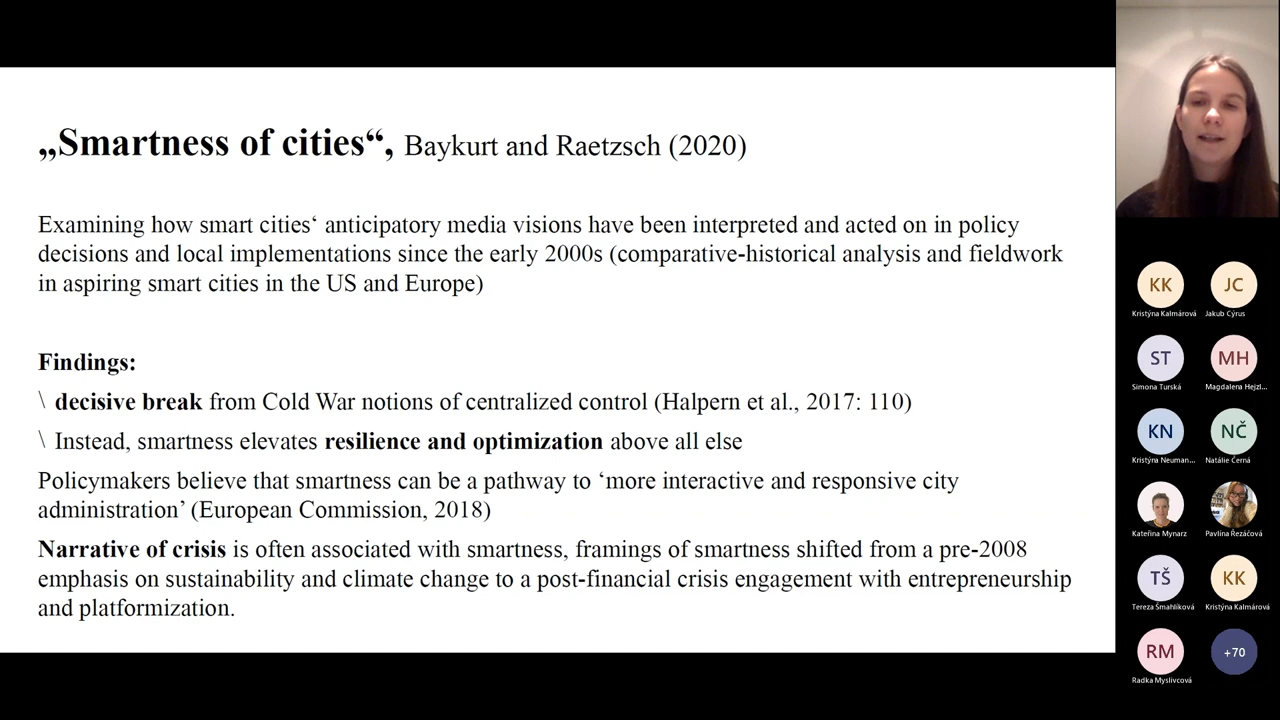 „Smartness of cities“, Baykurt and Raetzsch (2020)
Examining how smart cities‘ anticipatory media visions have been interpreted and acted on in policy
decisions and local implementations since the early 2000s (comparative-historical analysis and fieldwork
in aspiring smart cities in the US and Europe)
Findings:
\ decisive break from Cold War notions of centralized control (Halpern et al., 2017: 110)
\ Instead, smartness elevates resilience and optimization above all else
Policymakers believe that smartness can be a pathway to ‘more interactive and responsive city
administration’ (European Commission, 2018)
Narrative of crisis is often associated with smartness, framings of smartness shifted from a pre-2008
emphasis on sustainability and climate change to a post-financial crisis engagement with entrepreneurship
and platformization.
KK JC
Kristýna Kalmárová Jakub Cýrus
ST MH
Simona Turská Magdalena Hejzl...
KN NČ
Kristýna Neuman... Natálie Černá
Kateřina Mynarz Pavlína Řezáčová
TŠ KK
Tereza Šmahlíková Kristýna Kalmárová
RM +70
Radka Myslivcová